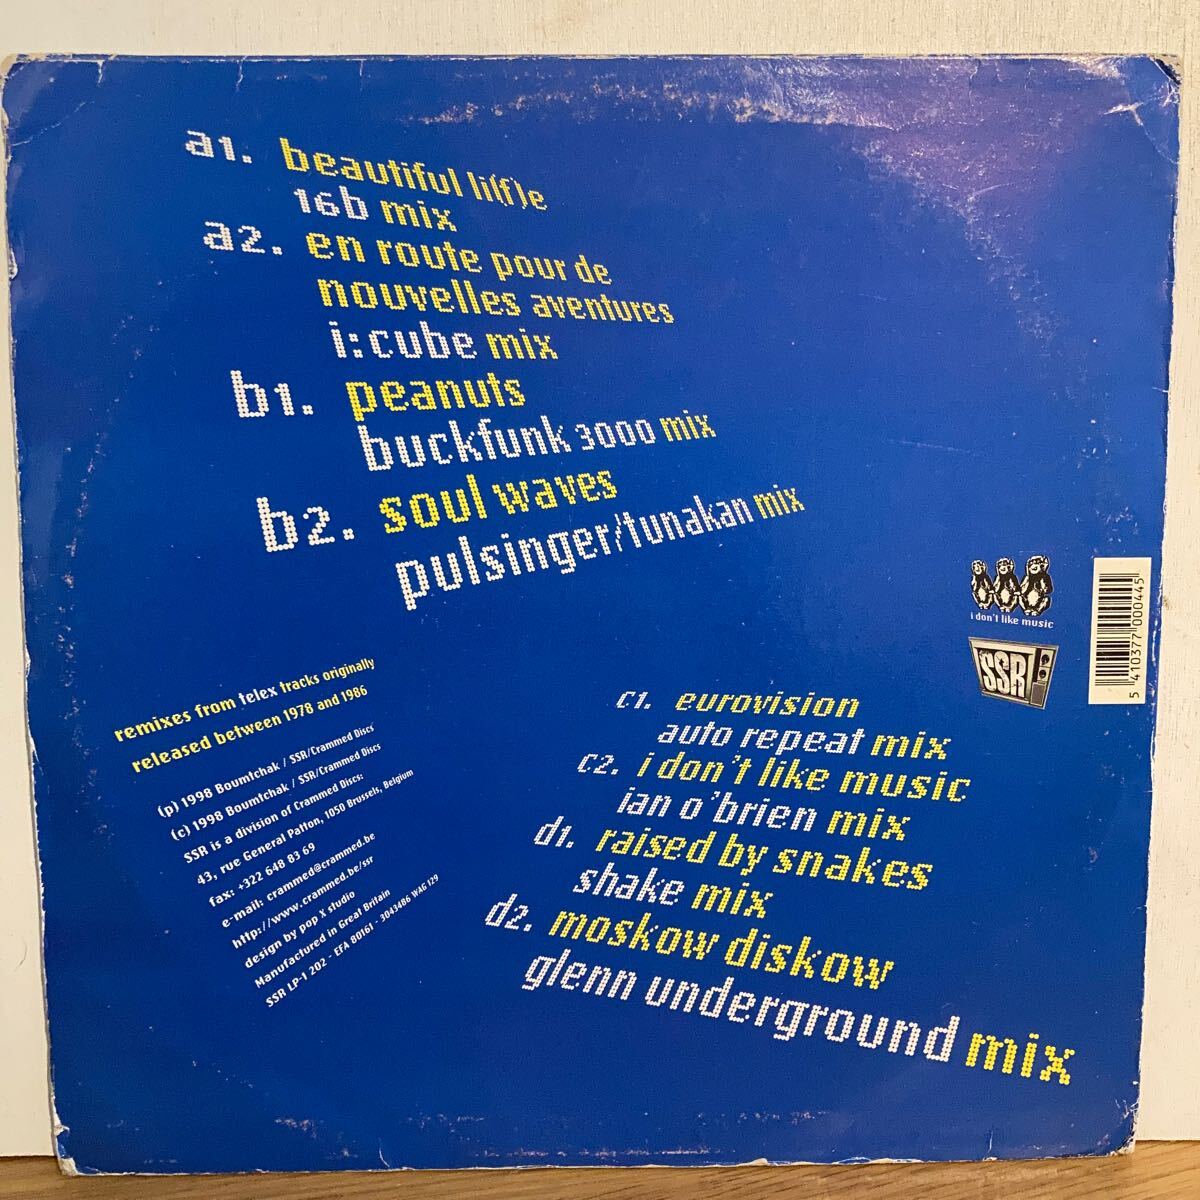 a1. beautiful li(f)e
16b mix
a2. en route pour de
nouvelles aventures
i:cube mix
b1. peanuts
buckfunk 3000 mix
b2. soul waves
pulsinger/tunakan mix
i don't like music
SSR
5 410377 000445
remixes from telex tracks originally
released between 1978 and 1986
(p) 1998 Boumtchak / SSR/Crammed Discs
(c) 1998 Boumtchak / SSR/Crammed Discs
SSR is a division of Crammed Discs:
43, rue General Patton, 1050 Brussels, Belgium
fax: +322 648 83 69
e-mail: crammed@crammed.be
http://www.crammed.be/ssr
design by pop x studio
Manufactured in Great Britain
SSR LP-1 202 - EFA 80161 - 3043486 WAG 129
c1. eurovision
auto repeat mix
c2. i don't like music
ian o'brien mix
d1. raised by snakes
shake mix
d2. moskow diskow
glenn underground mix